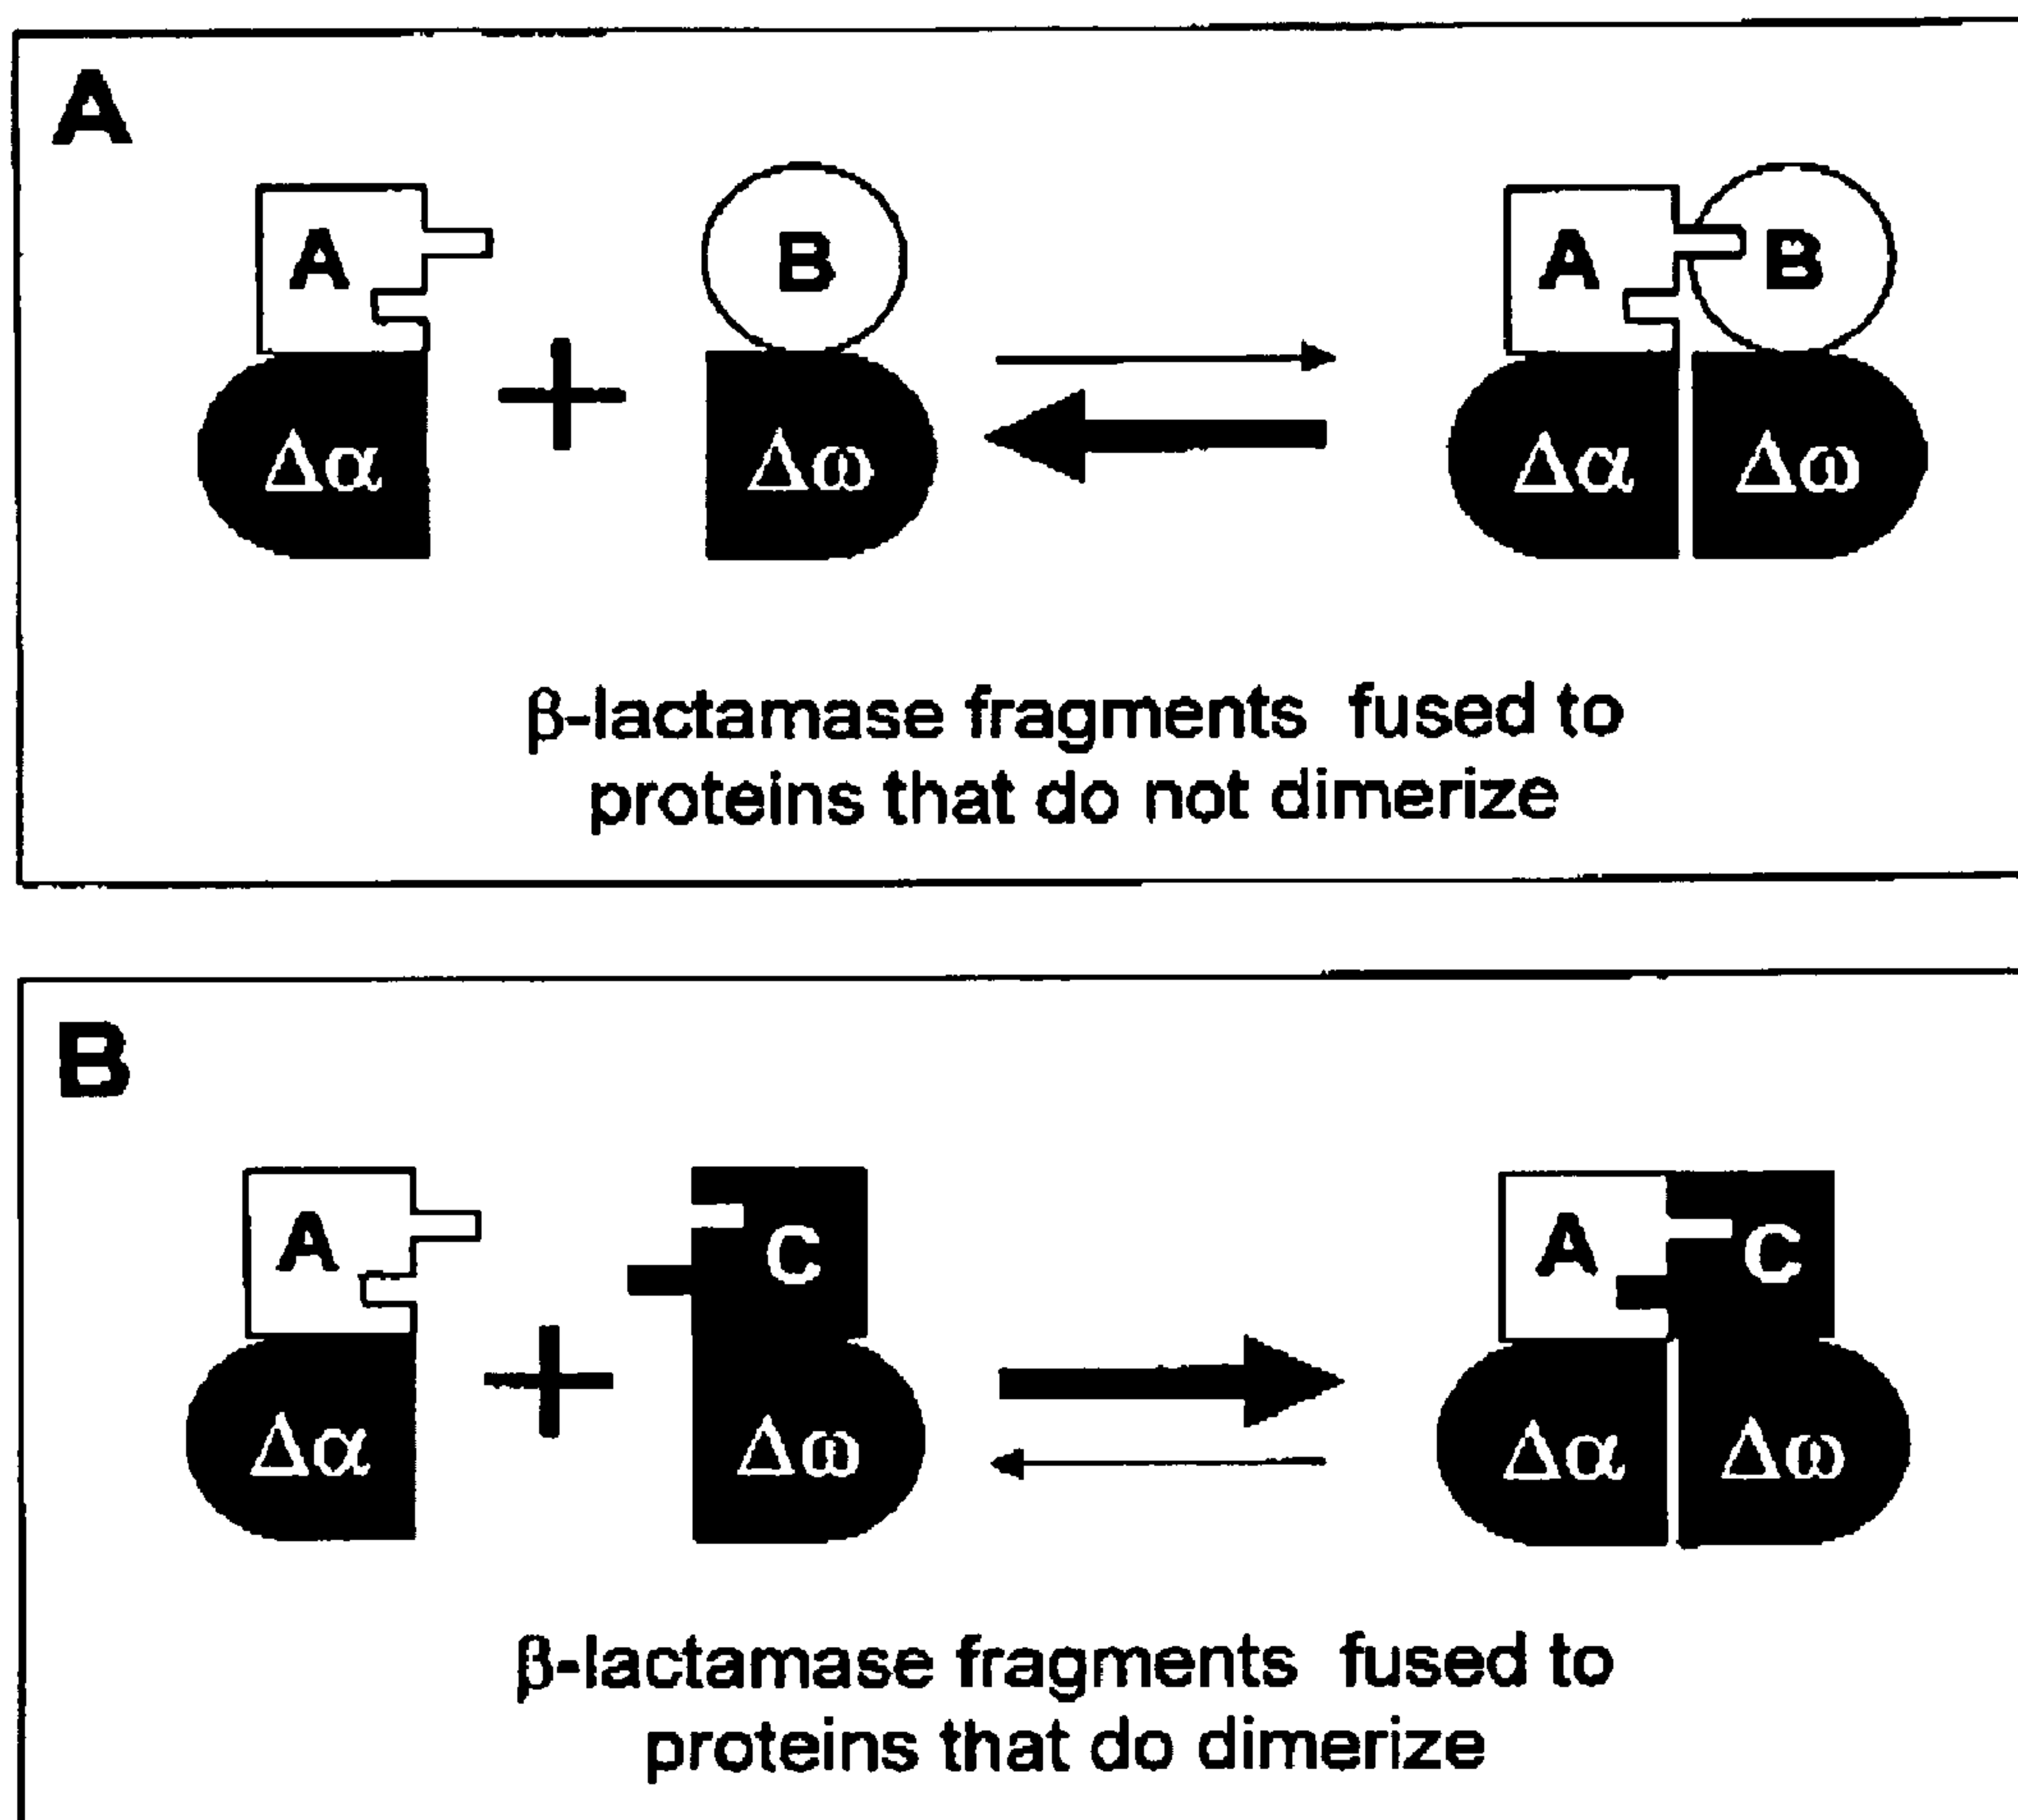 A
A B A B
+
Δα Δω Δα Δω
β-lactamase fragments fused to
proteins that do not dimerize
B
A C A C
+
Δα Δω Δα Δω
β-lactamase fragments fused to
proteins that do dimerize